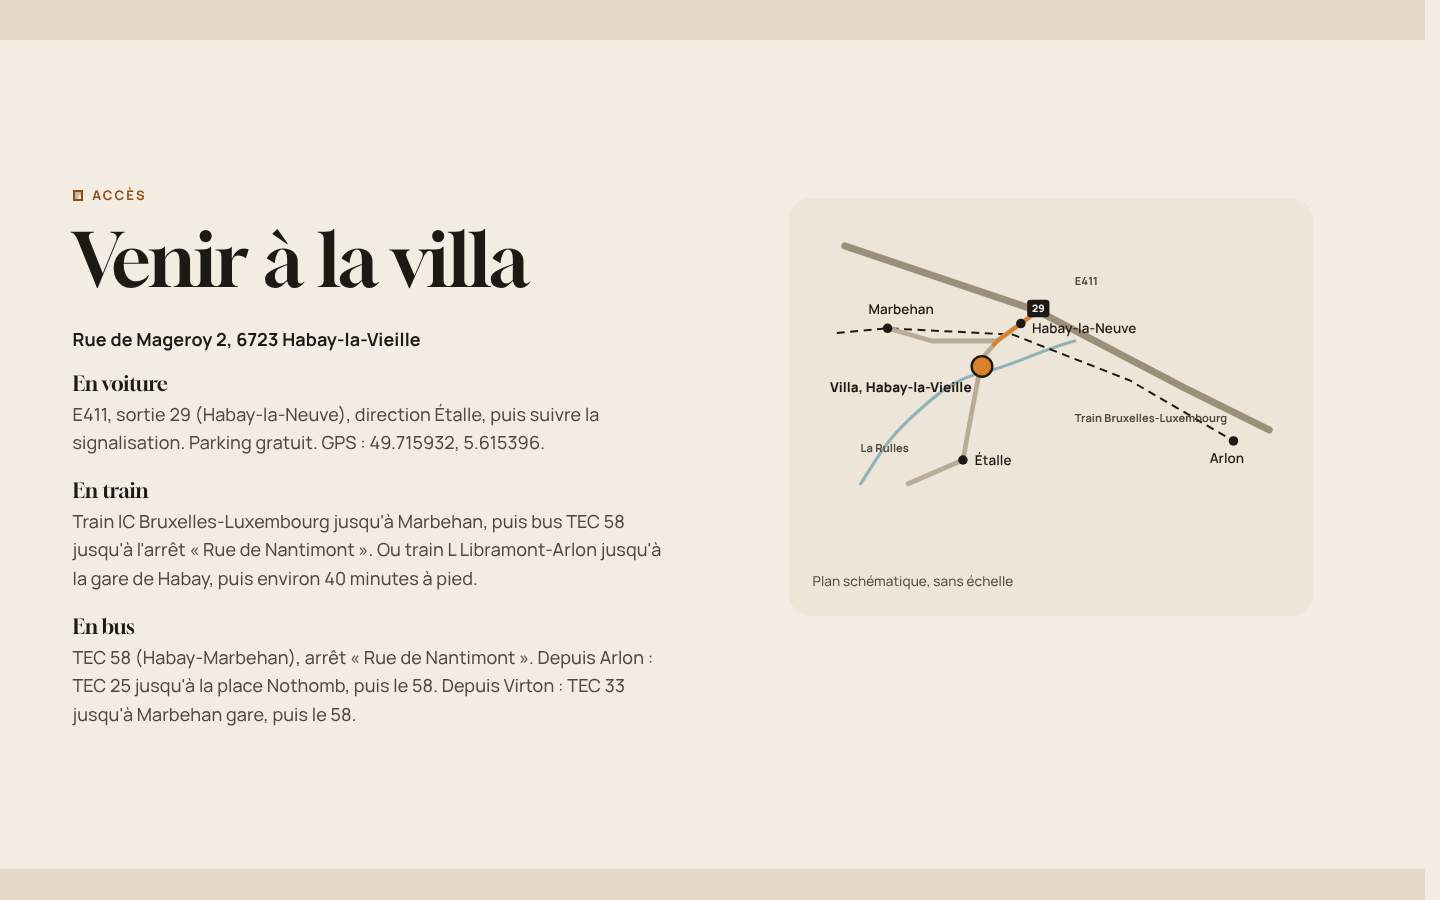 ACCÈS
Venir à la villa
Rue de Mageroy 2, 6723 Habay-la-Vieille
En voiture
E411, sortie 29 (Habay-la-Neuve), direction Étalle, puis suivre la
signalisation. Parking gratuit. GPS : 49.715932, 5.615396.
En train
Train IC Bruxelles-Luxembourg jusqu'à Marbehan, puis bus TEC 58
jusqu'à l'arrêt « Rue de Nantimont ». Ou train L Libramont-Arlon jusqu'à
la gare de Habay, puis environ 40 minutes à pied.
En bus
TEC 58 (Habay-Marbehan), arrêt « Rue de Nantimont ». Depuis Arlon :
TEC 25 jusqu'à la place Nothomb, puis le 58. Depuis Virton : TEC 33
jusqu'à Marbehan gare, puis le 58.
E411
Marbehan
29
Habay-la-Neuve
Villa, Habay-la-Vieille
Train Bruxelles-Luxembourg
La Rulles
Étalle
Arlon
Plan schématique, sans échelle